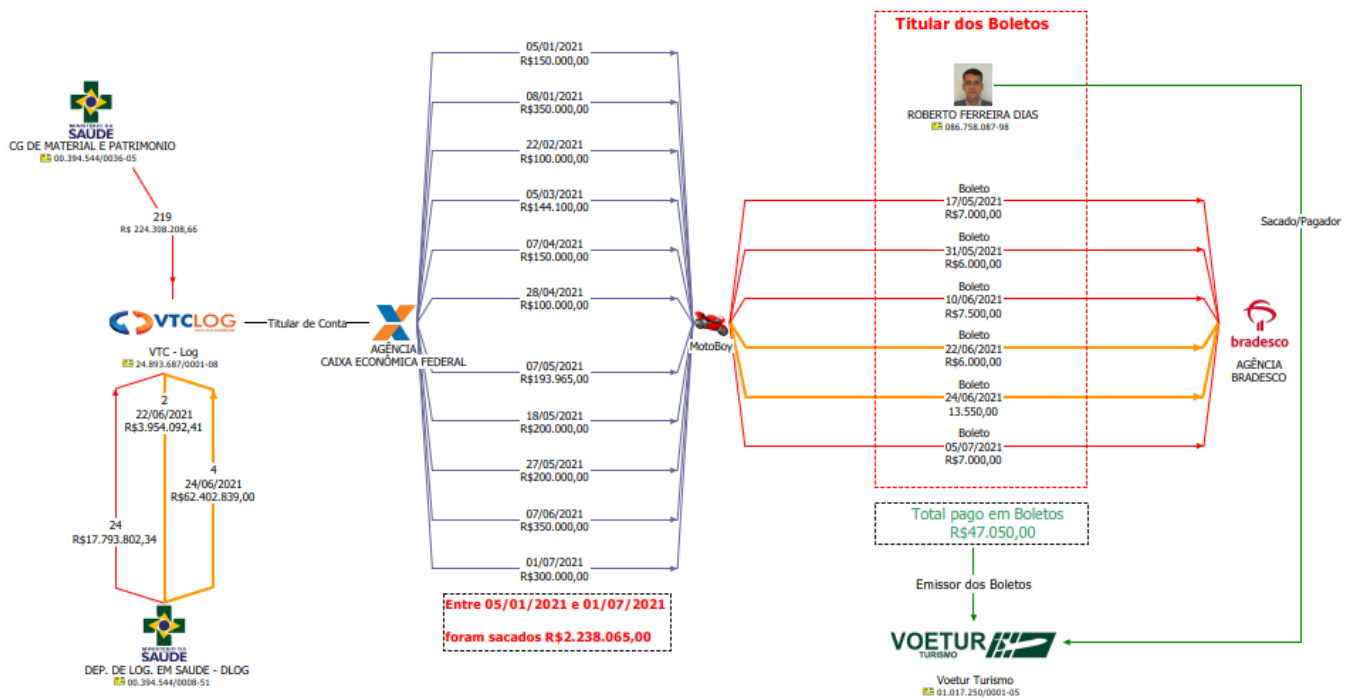 MINISTÉRIO DA
SAÚDE
CG DE MATERIAL E PATRIMONIO
00.394.544/0036-05
219
R$ 224.308.208,66
VTCLOG
VTC - Log
24.893.687/0001-08
Titular de Conta
2
22/06/2021
R$3.954.092,41
4
24/06/2021
R$62.402.839,00
24
R$17.793.802,34
MINISTÉRIO DA
SAÚDE
DEP. DE LOG. EM SAUDE - DLOG
00.394.544/0008-51
AGÊNCIA
CAIXA ECONÔMICA FEDERAL
05/01/2021
R$150.000,00
08/01/2021
R$350.000,00
22/02/2021
R$100.000,00
05/03/2021
R$144.100,00
07/04/2021
R$150.000,00
28/04/2021
R$100.000,00
07/05/2021
R$193.965,00
18/05/2021
R$200.000,00
27/05/2021
R$200.000,00
07/06/2021
R$350.000,00
01/07/2021
R$300.000,00
Entre 05/01/2021 e 01/07/2021
foram sacados R$2.238.065,00
MotoBoy
Titular dos Boletos
ROBERTO FERREIRA DIAS
086.758.087-98
Boleto
17/05/2021
R$7.000,00
Boleto
31/05/2021
R$6.000,00
Boleto
10/06/2021
R$7.500,00
Boleto
22/06/2021
R$6.000,00
Boleto
24/06/2021
13.550,00
Boleto
05/07/2021
R$7.000,00
Sacado/Pagador
bradesco
AGÊNCIA
BRADESCO
Total pago em Boletos
R$47.050,00
Emissor dos Boletos
VOETUR
TURISMO
Voetur Turismo
01.017.250/0001-05